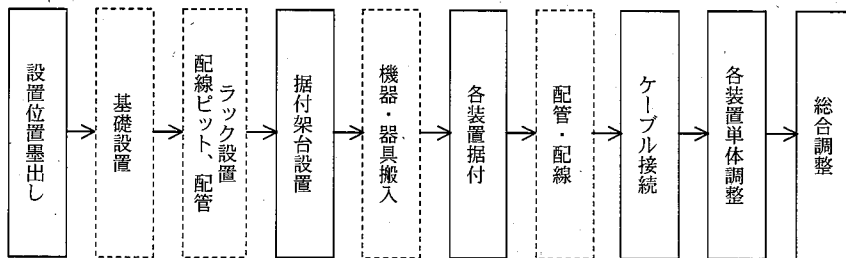 設置位置墨出し
基礎設置
配線ピット、配管
ラック設置
据付架台設置
機器・器具搬入
各装置据付
配管・配線
ケーブル接続
各装置単体調整
総合調整